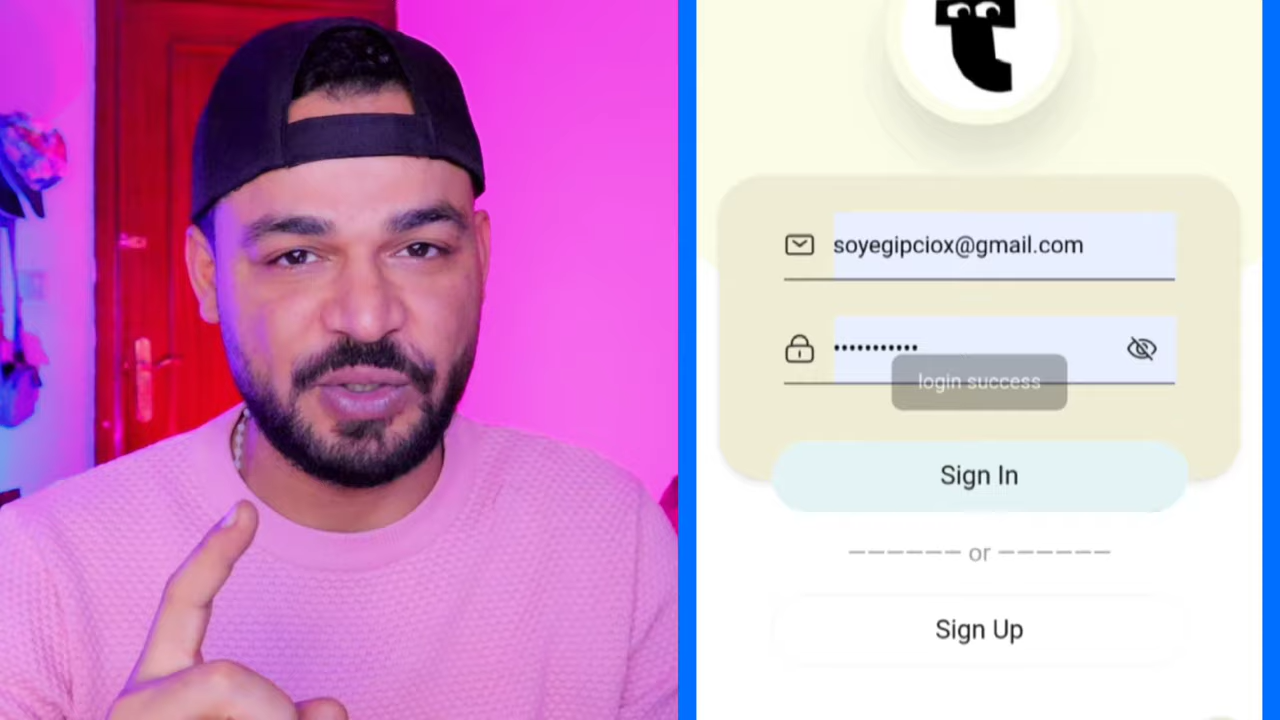 soyegipciox@gmail.com
•••••••••••
login success
Sign In
—————— or ——————
Sign Up